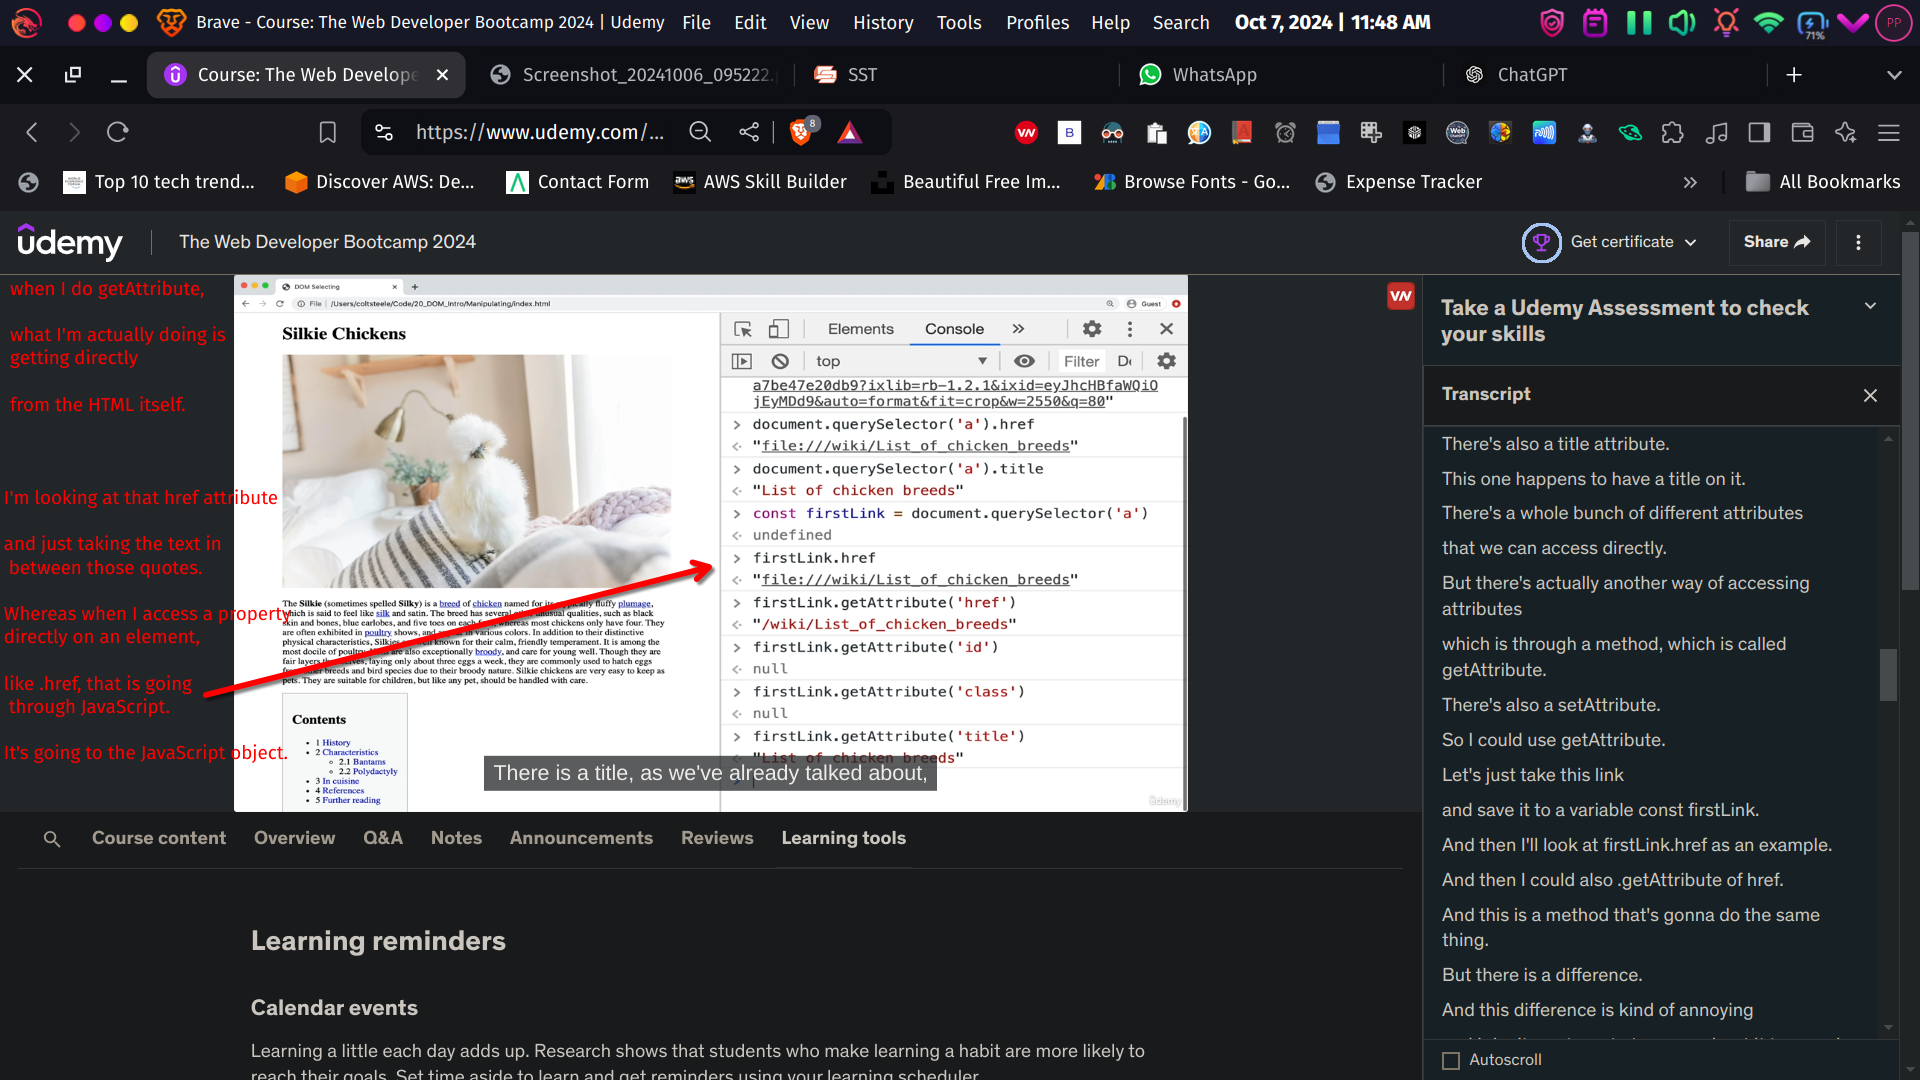 Brave - Course: The Web Developer Bootcamp 2024 | Udemy File Edit View History Tools Profiles Help Search Oct 7, 2024 | 11:48 AM 71% PP
Course: The Web Develope Screenshot_20241006_095222. SST WhatsApp ChatGPT
https://www.udemy.com/... 8
Top 10 tech trend... Discover AWS: De... Contact Form AWS Skill Builder Beautiful Free Im... Browse Fonts - Go... Expense Tracker All Bookmarks
udemy The Web Developer Bootcamp 2024 Get certificate Share
when I do getAttribute,
what I'm actually doing is
getting directly
from the HTML itself.
I'm looking at that href attribute
and just taking the text in
between those quotes.
Whereas when I access a property
directly on an element,
like .href, that is going
through JavaScript.
It's going to the JavaScript object.
DOM Selecting
File | /Users/coltsteele/Code/20_DOM_Intro/Manipulating/index.html Guest
Silkie Chickens
The Silkie (sometimes spelled Silky) is a breed of chicken named for its typically fluffy plumage,
which is said to feel like silk and satin. The breed has several other unusual qualities, such as black
skin and bones, blue earlobes, and five toes on each foot, whereas most chickens only have four. They
are often exhibited in poultry shows, and appear in various colors. In addition to their distinctive
physical characteristics, Silkies are well known for their calm, friendly temperament. It is among the
most docile of poultry. Hens are also exceptionally broody, and care for young well. Though they are
fair layers themselves, laying only about three eggs a week, they are commonly used to hatch eggs
from other breeds and bird species due to their broody nature. Silkie chickens are very easy to keep as
pets. They are suitable for children, but like any pet, should be handled with care.
Contents
1 History
2 Characteristics
2.1 Bantams
2.2 Polydactyly
3 In cuisine
4 References
5 Further reading
Elements Console
top Filter
a7be47e20db9?ixlib=rb-1.2.1&ixid=eyJhcHBfaWQiO
jEyMDd9&auto=format&fit=crop&w=2550&q=80"
document.querySelector('a').href
"file:///wiki/List_of_chicken_breeds"
document.querySelector('a').title
"List of chicken breeds"
const firstLink = document.querySelector('a')
undefined
firstLink.href
"file:///wiki/List_of_chicken_breeds"
firstLink.getAttribute('href')
"/wiki/List_of_chicken_breeds"
firstLink.getAttribute('id')
null
firstLink.getAttribute('class')
null
firstLink.getAttribute('title')
"List of chicken breeds"
There is a title, as we've already talked about,
udemy
Take a Udemy Assessment to check
your skills
Transcript
There's also a title attribute.
This one happens to have a title on it.
There's a whole bunch of different attributes
that we can access directly.
But there's actually another way of accessing
attributes
which is through a method, which is called
getAttribute.
There's also a setAttribute.
So I could use getAttribute.
Let's just take this link
and save it to a variable const firstLink.
And then I'll look at firstLink.href as an example.
And then I could also .getAttribute of href.
And this is a method that's gonna do the same
thing.
But there is a difference.
And this difference is kind of annoying
Autoscroll
Course content Overview Q&A Notes Announcements Reviews Learning tools
Learning reminders
Calendar events
Learning a little each day adds up. Research shows that students who make learning a habit are more likely to
reach their goals. Set time aside to learn and get reminders using your learning scheduler.